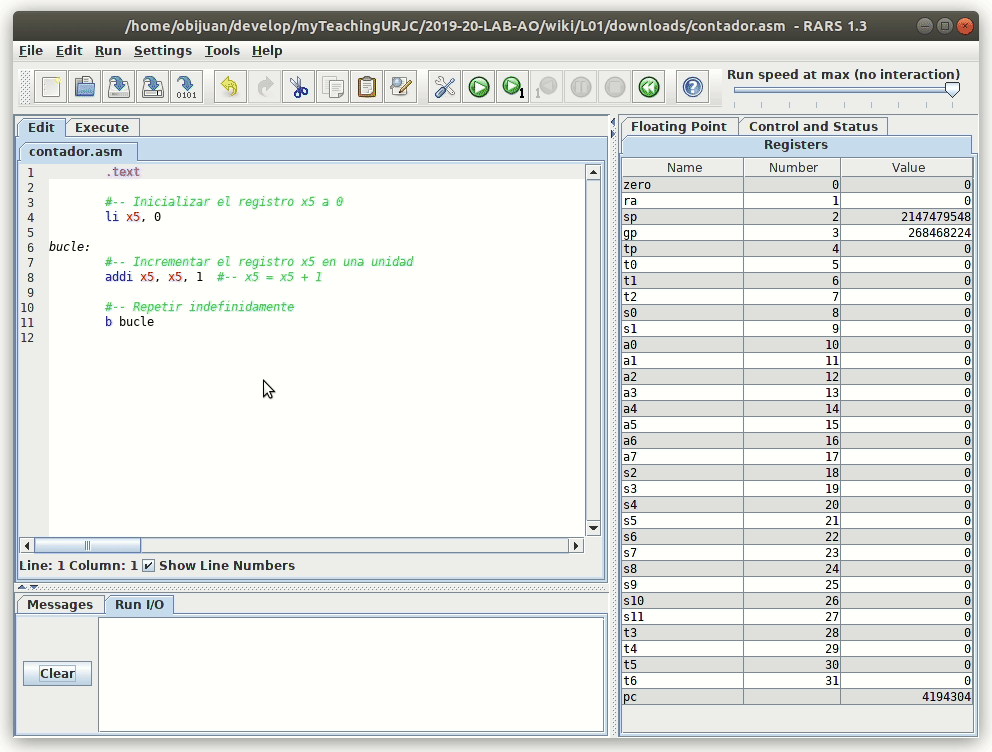 /home/obijuan/develop/myTeachingURJC/2019-20-LAB-AO/wiki/L01/downloads/contador.asm - RARS 1.3
File Edit Run Settings Tools Help
0101
1
1
Run speed at max (no interaction)
Edit Execute
contador.asm
1 .text
2
3 #-- Inicializar el registro x5 a 0
4 li x5, 0
5
6 bucle:
7 #-- Incrementar el registro x5 en una unidad
8 addi x5, x5, 1 #-- x5 = x5 + 1
9
10 #-- Repetir indefinidamente
11 b bucle
12
Line: 1 Column: 1 Show Line Numbers
Messages Run I/O
Clear
Floating Point Control and Status
Registers
Name Number Value
zero 0 0
ra 1 0
sp 2 2147479548
gp 3 268468224
tp 4 0
t0 5 0
t1 6 0
t2 7 0
s0 8 0
s1 9 0
a0 10 0
a1 11 0
a2 12 0
a3 13 0
a4 14 0
a5 15 0
a6 16 0
a7 17 0
s2 18 0
s3 19 0
s4 20 0
s5 21 0
s6 22 0
s7 23 0
s8 24 0
s9 25 0
s10 26 0
s11 27 0
t3 28 0
t4 29 0
t5 30 0
t6 31 0
pc 4194304